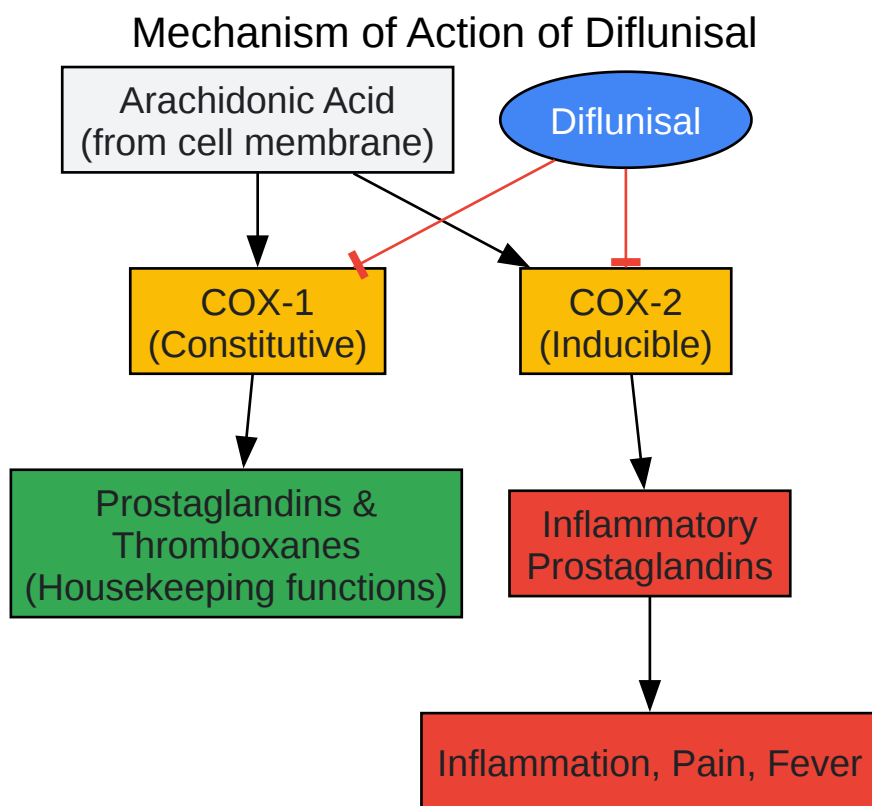 Mechanism of Action of Diflunisal
Arachidonic Acid
(from cell membrane)
Diflunisal
COX-1
(Constitutive)
COX-2
(Inducible)
Prostaglandins &
Thromboxanes
(Housekeeping functions)
Inflammatory
Prostaglandins
Inflammation, Pain, Fever